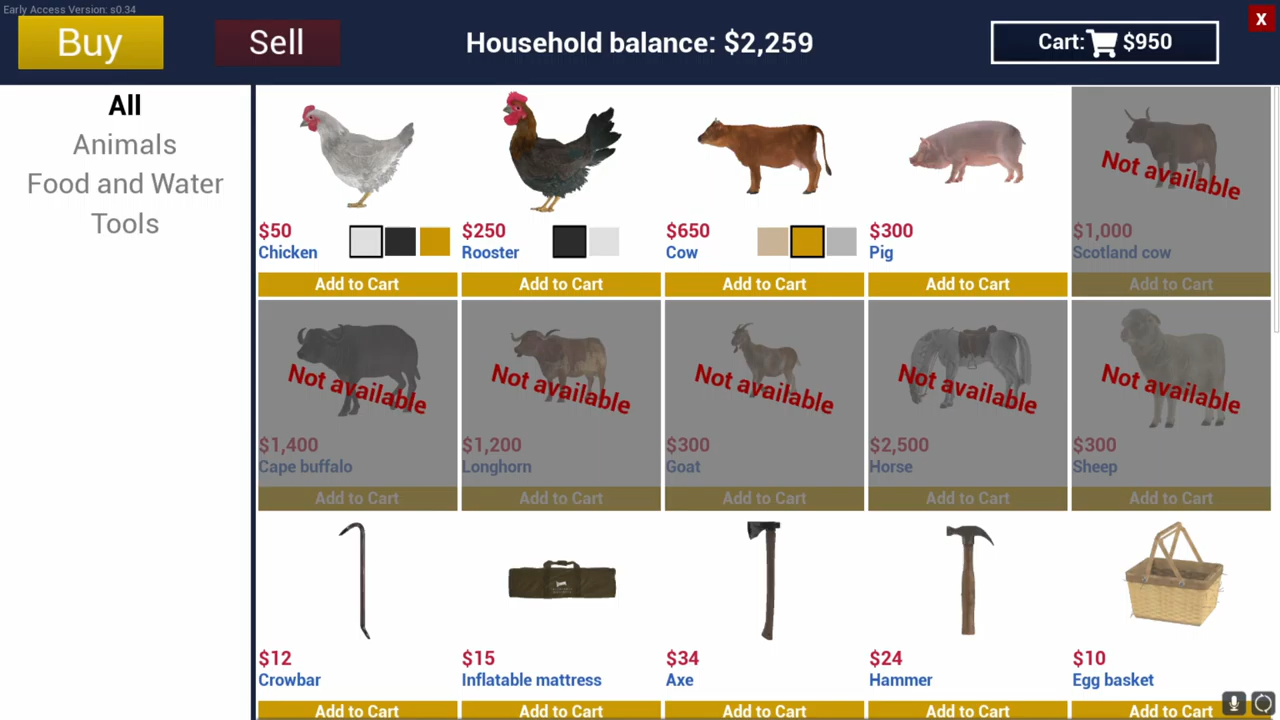 Early Access Version: s0.34
Buy
Sell
Household balance: $2,259
Cart: $950
X
All
Animals
Food and Water
Tools
$50
Chicken
Add to Cart
$250
Rooster
Add to Cart
$650
Cow
Add to Cart
$300
Pig
Add to Cart
Not available
$1,000
Scotland cow
Add to Cart
Not available
$1,400
Cape buffalo
Add to Cart
Not available
$1,200
Longhorn
Add to Cart
Not available
$300
Goat
Add to Cart
Not available
$2,500
Horse
Add to Cart
Not available
$300
Sheep
Add to Cart
$12
Crowbar
Add to Cart
$15
Inflatable mattress
Add to Cart
$34
Axe
Add to Cart
$24
Hammer
Add to Cart
$10
Egg basket
Add to Cart